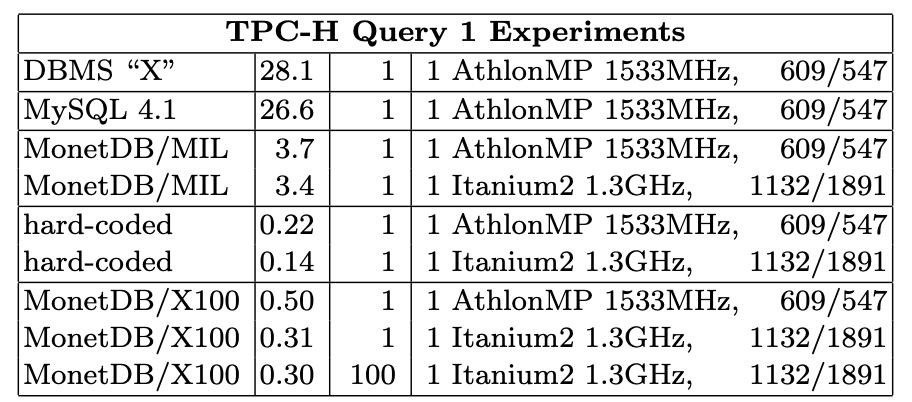 TPC-H Query 1 Experiments
DBMS “X” 28.1 1 1 AthlonMP 1533MHz, 609/547
MySQL 4.1 26.6 1 1 AthlonMP 1533MHz, 609/547
MonetDB/MIL 3.7 1 1 AthlonMP 1533MHz, 609/547
MonetDB/MIL 3.4 1 1 Itanium2 1.3GHz, 1132/1891
hard-coded 0.22 1 1 AthlonMP 1533MHz, 609/547
hard-coded 0.14 1 1 Itanium2 1.3GHz, 1132/1891
MonetDB/X100 0.50 1 1 AthlonMP 1533MHz, 609/547
MonetDB/X100 0.31 1 1 Itanium2 1.3GHz, 1132/1891
MonetDB/X100 0.30 100 1 Itanium2 1.3GHz, 1132/1891